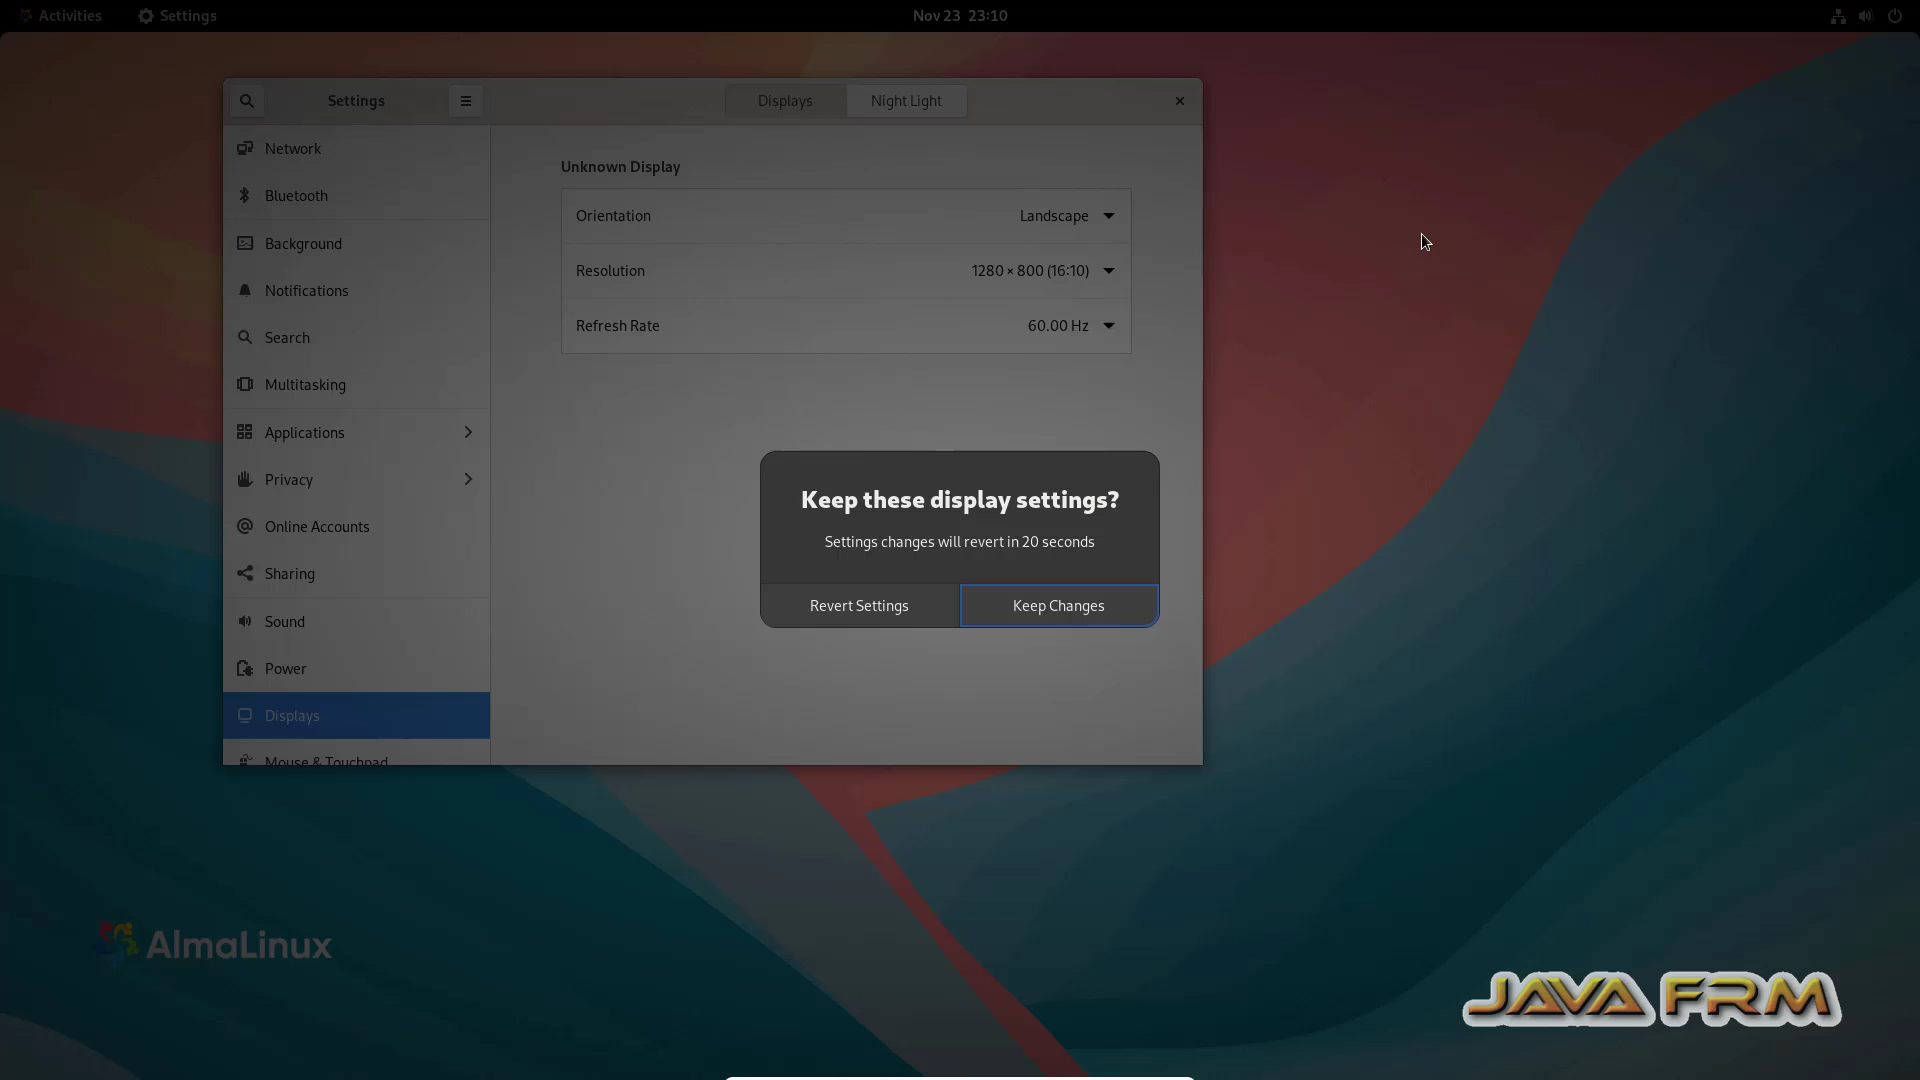 Activities
Settings
Nov 23 23:10
Settings
Displays
Night Light
Network
Bluetooth
Background
Notifications
Search
Multitasking
Applications
Privacy
Online Accounts
Sharing
Sound
Power
Displays
Mouse & Touchpad
Unknown Display
Orientation Landscape
Resolution 1280 × 800 (16:10)
Refresh Rate 60.00 Hz
Keep these display settings?
Settings changes will revert in 20 seconds
Revert Settings
Keep Changes
AlmaLinux
JAVA FRM